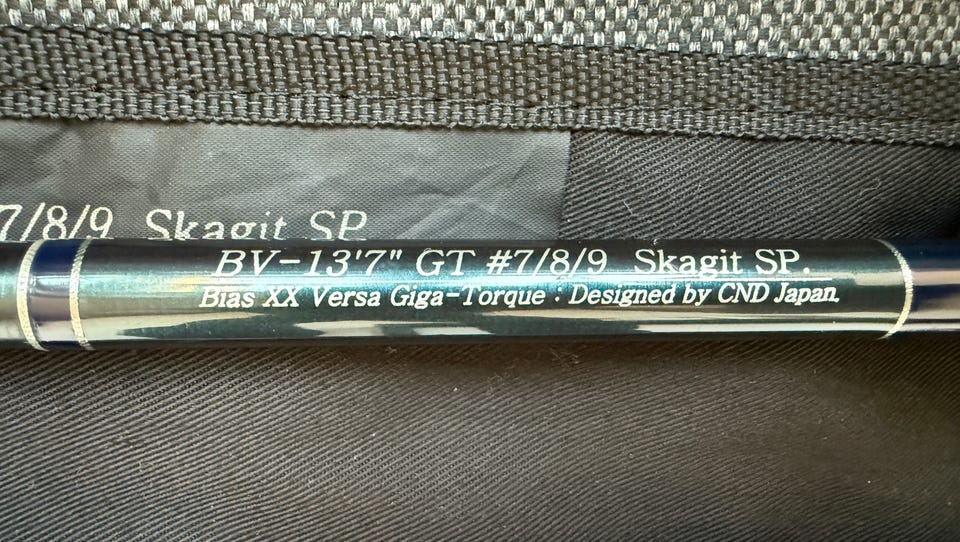 7/8/9 Skagit SP
BV-13'7" GT #7/8/9 Skagit SP.
Bias XX Versa Giga-Torque : Designed by CND Japan.